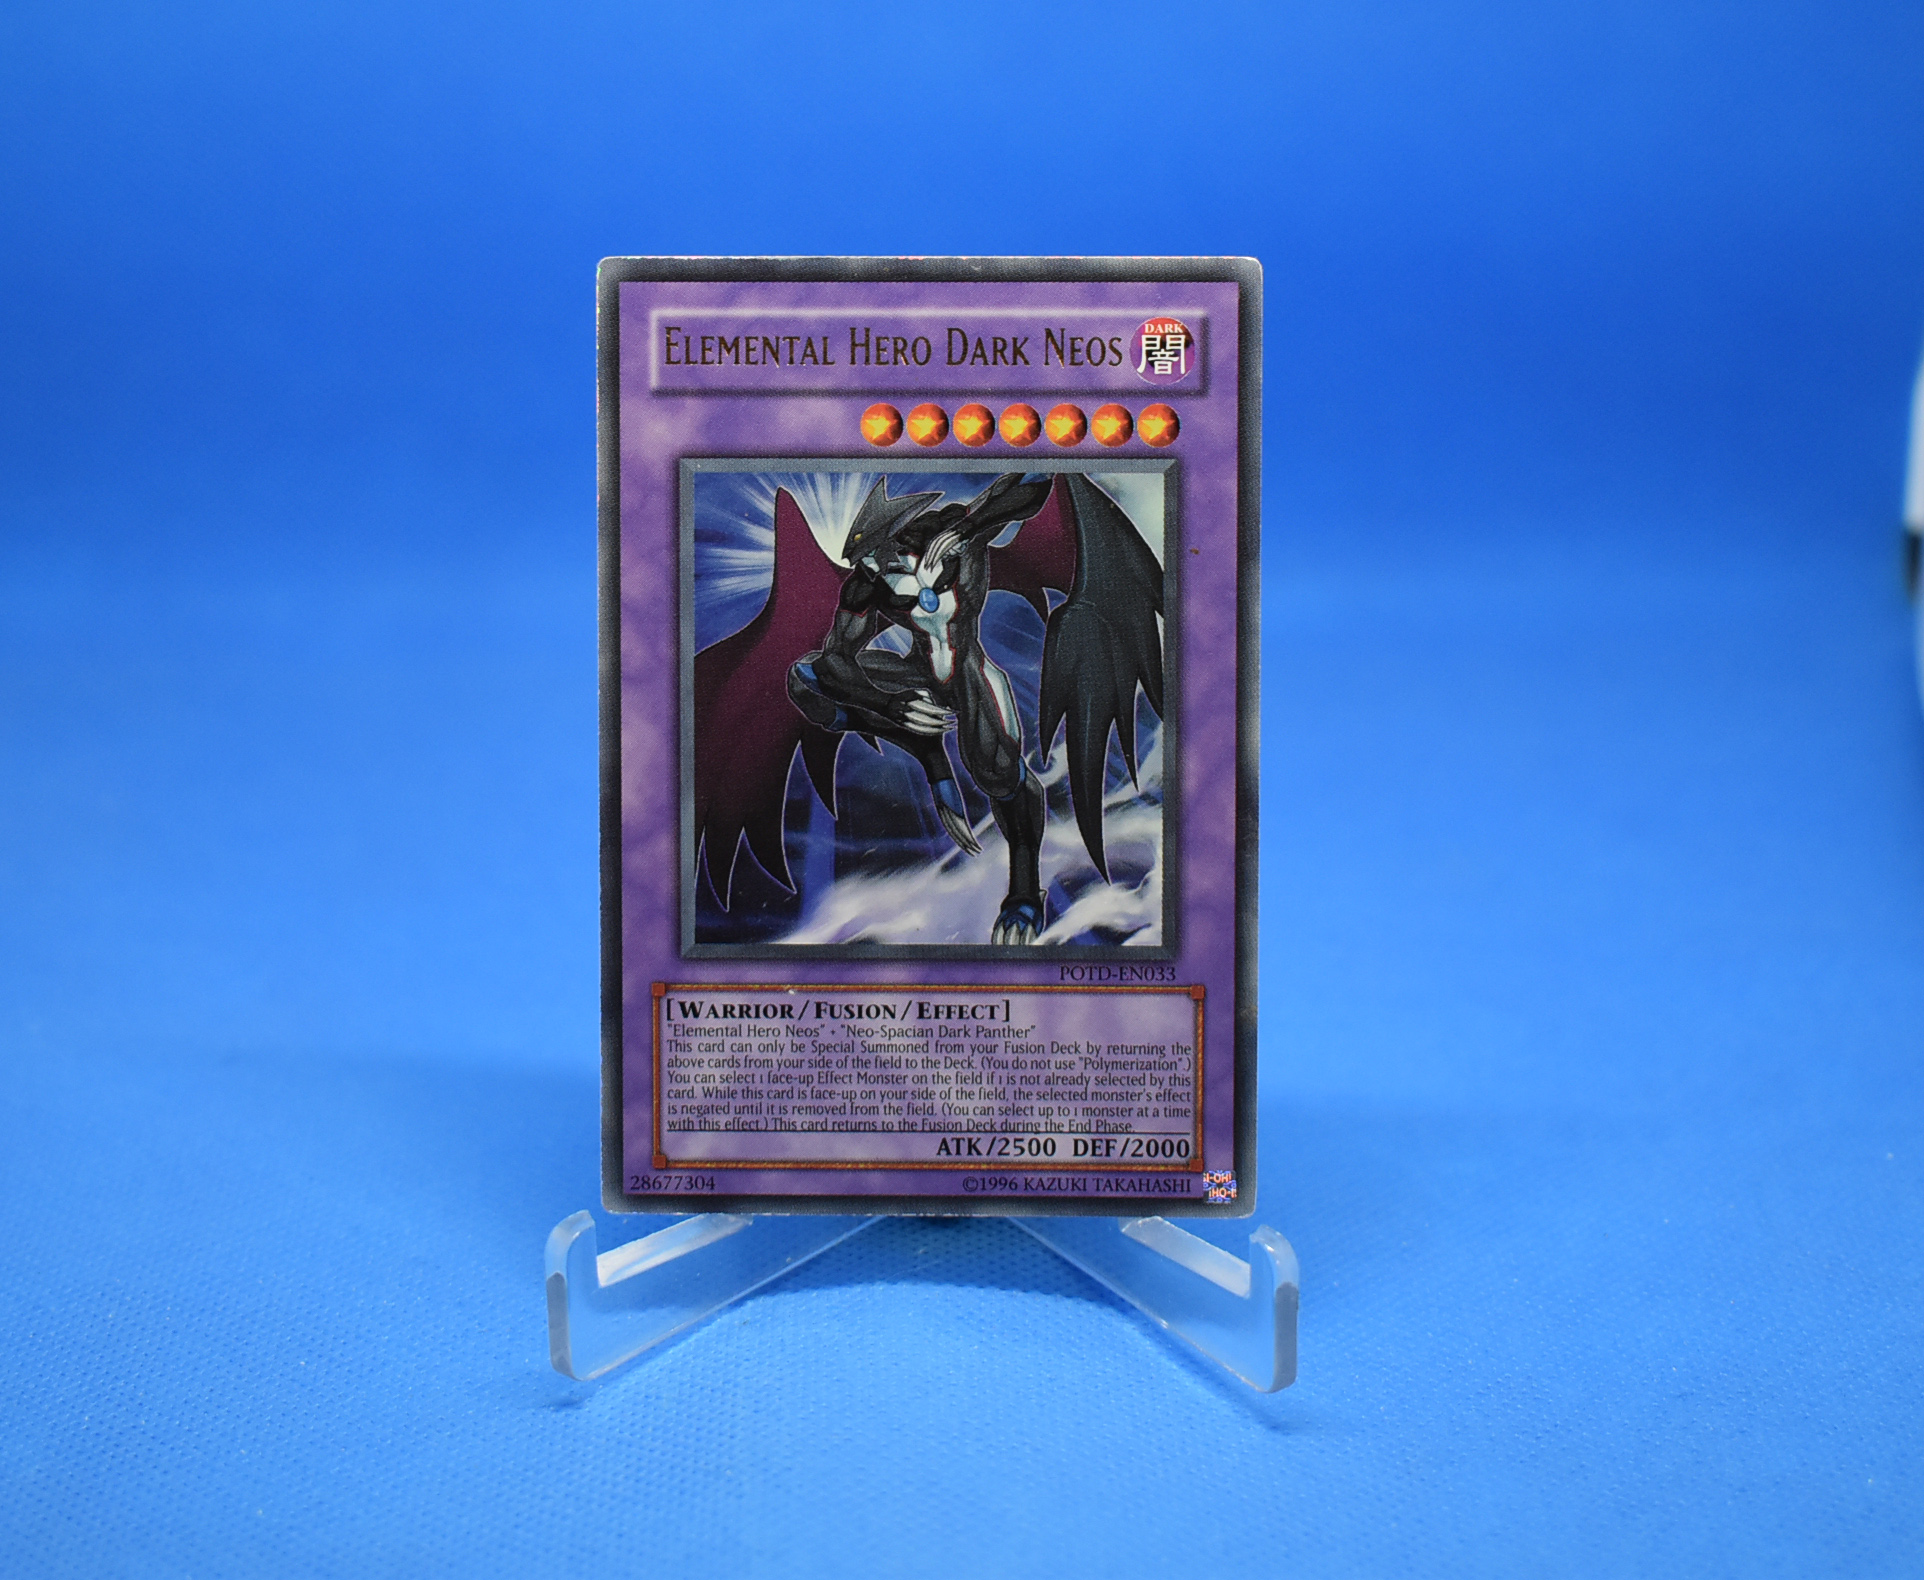 Elemental Hero Dark Neos
DARK
闇
POTD-EN033
[Warrior/Fusion/Effect]
"Elemental Hero Neos" + "Neo-Spacian Dark Panther"
This card can only be Special Summoned from your Fusion Deck by returning the
above cards from your side of the field to the Deck. (You do not use "Polymerization".)
You can select 1 face-up Effect Monster on the field if 1 is not already selected by this
card. While this card is face-up on your side of the field, the selected monster's effect
is negated until it is removed from the field. (You can select up to 1 monster at a time
with this effect.) This card returns to the Fusion Deck during the End Phase.
ATK/2500 DEF/2000
28677304
©1996 KAZUKI TAKAHASHI